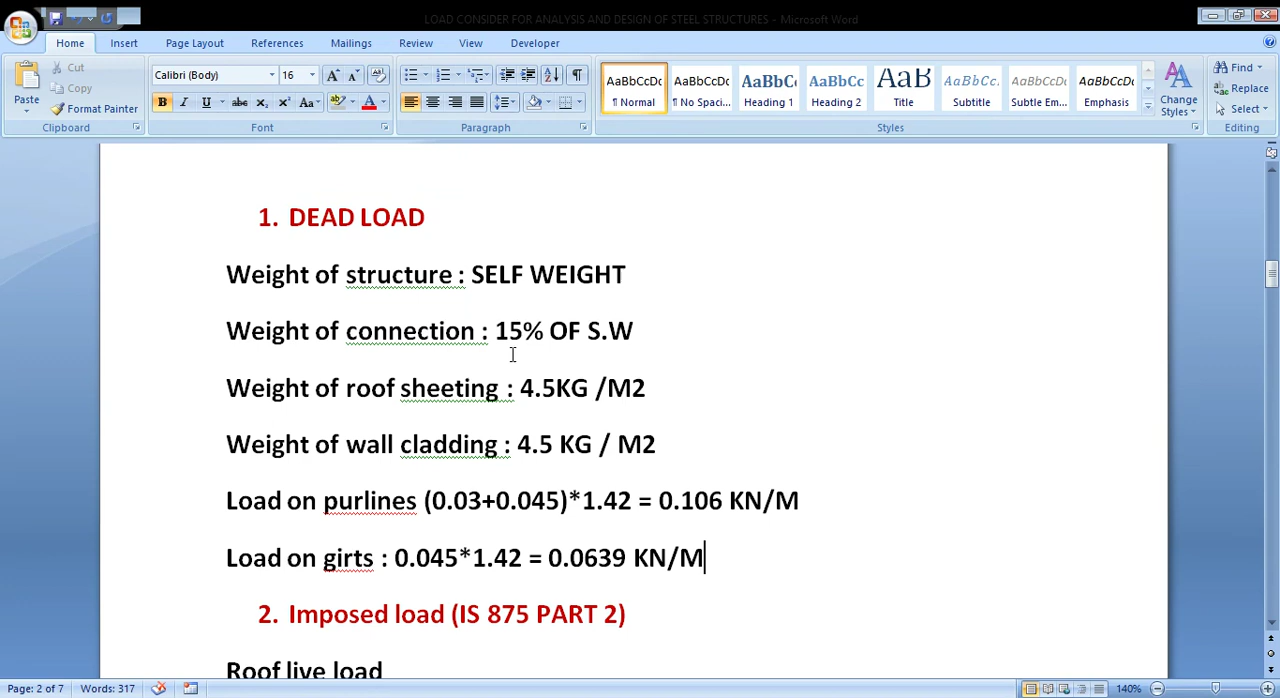 LOAD CONSIDER FOR ANALYSIS AND DESIGN OF STEEL STRUCTURES - Microsoft Word
Home Insert Page Layout References Mailings Review View Developer
Paste
Cut
Copy
Format Painter
Clipboard
Calibri (Body) 16
Font
Paragraph
AaBbCcDc AaBbCcDc AaBbCc AaBbCc AaB AaBbCc. AaBbCcDc AaBbCcDc
¶ Normal ¶ No Spaci... Heading 1 Heading 2 Title Subtitle Subtle Em... Emphasis
Change Styles
Styles
Find
Replace
Select
Editing
1. DEAD LOAD
Weight of structure : SELF WEIGHT
Weight of connection : 15% OF S.W
Weight of roof sheeting : 4.5KG /M2
Weight of wall cladding : 4.5 KG / M2
Load on purlines (0.03+0.045)*1.42 = 0.106 KN/M
Load on girts : 0.045*1.42 = 0.0639 KN/M
2. Imposed load (IS 875 PART 2)
Roof live load
Page: 2 of 7 Words: 317 140%